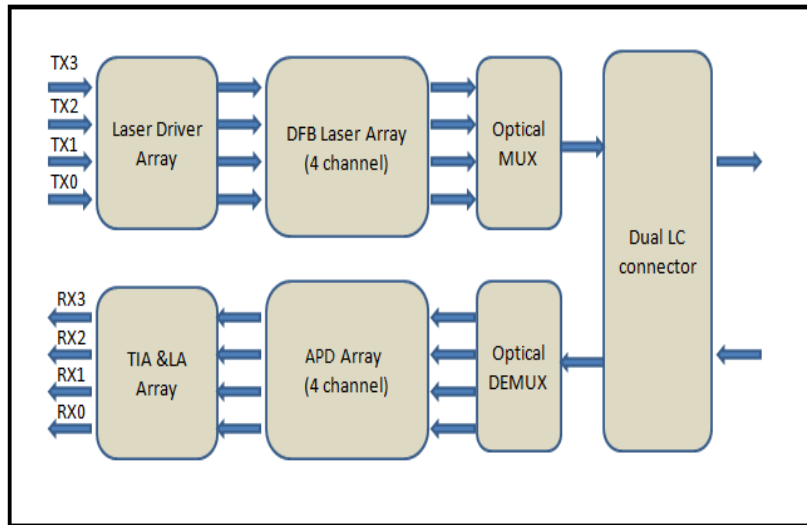 TX3
TX2
TX1
TX0
Laser Driver
Array
DFB Laser Array
(4 channel)
Optical
MUX
Dual LC
connector
RX3
RX2
RX1
RX0
TIA &LA
Array
APD Array
(4 channel)
Optical
DEMUX